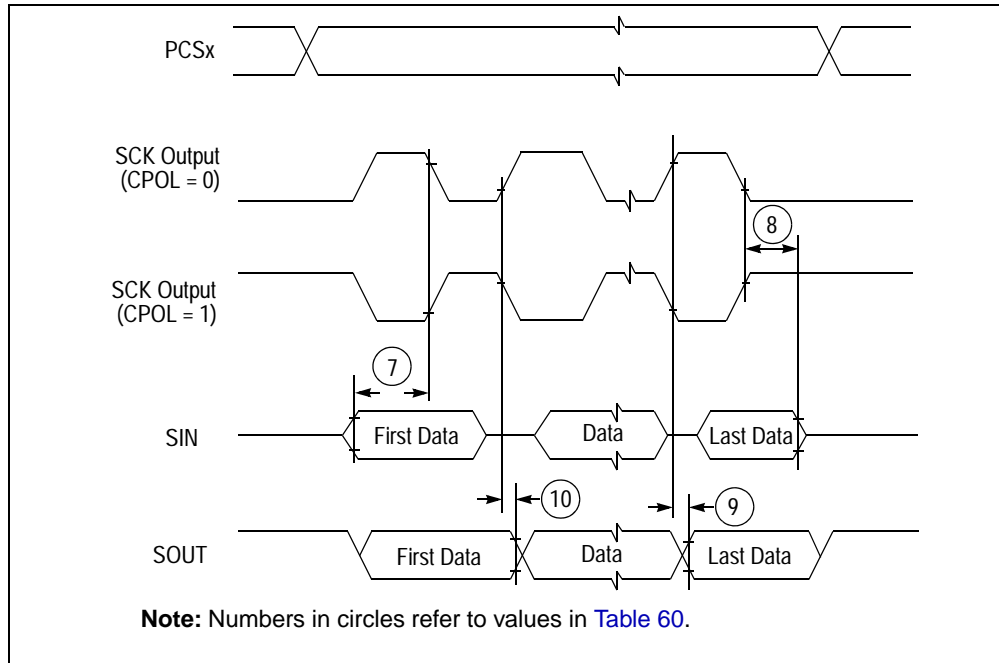 PCSx
SCK Output
(CPOL = 0)
8
SCK Output
(CPOL = 1)
7
SIN
First Data
Data
Last Data
10
9
SOUT
First Data
Data
Last Data
Note: Numbers in circles refer to values in Table 60.